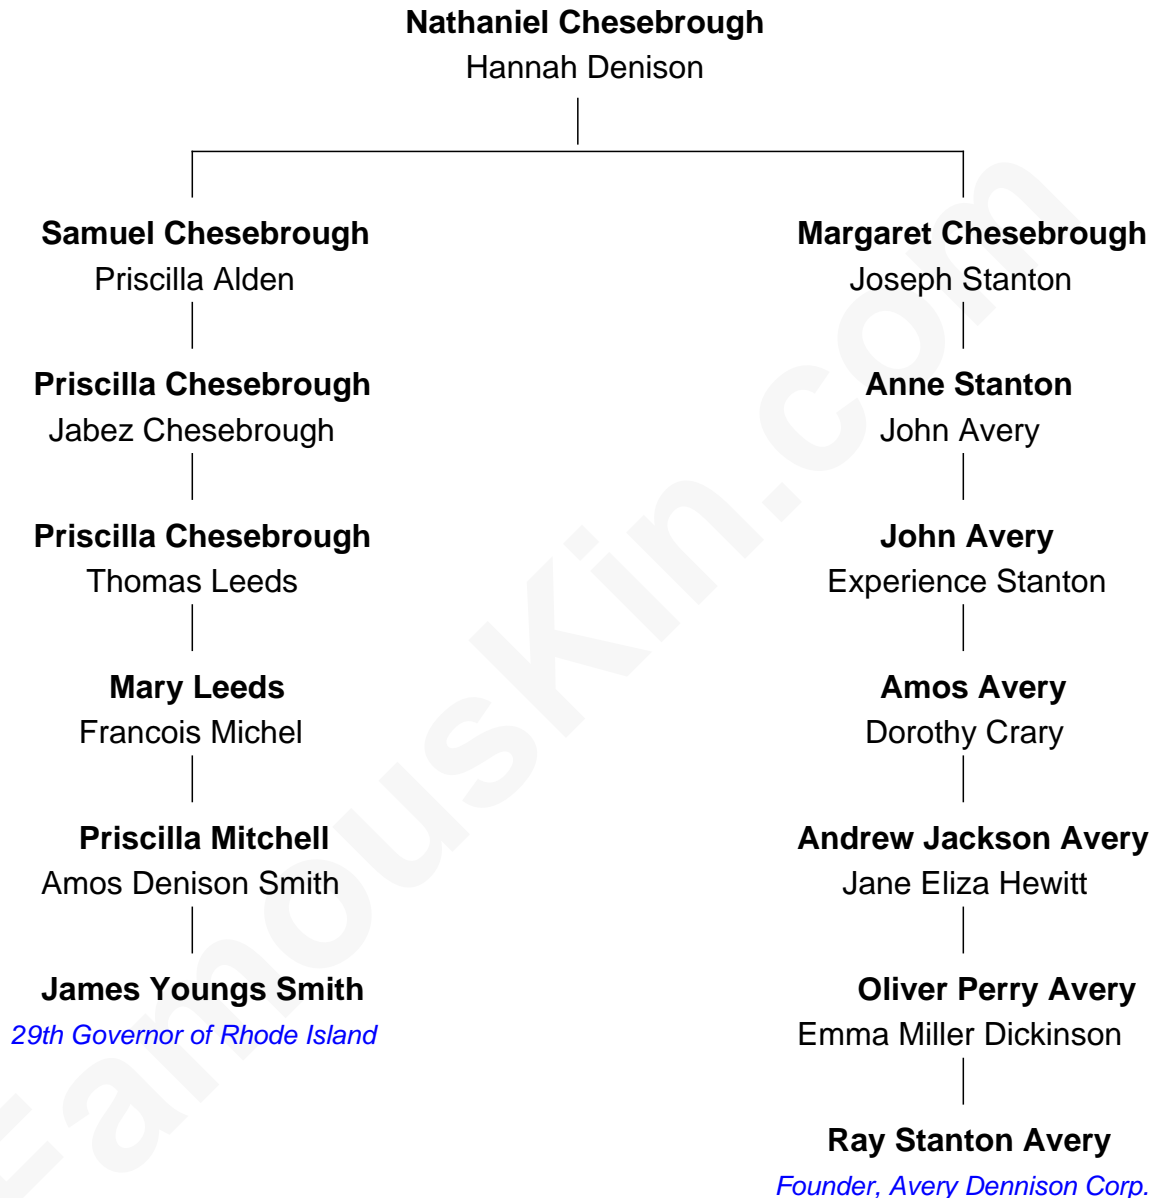 Nathaniel Chesebrough
Hannah Denison
Samuel Chesebrough
Priscilla Alden
Margaret Chesebrough
Joseph Stanton
Priscilla Chesebrough
Jabez Chesebrough
Anne Stanton
John Avery
Priscilla Chesebrough
Thomas Leeds
John Avery
Experience Stanton
Mary Leeds
Francois Michel
Amos Avery
Dorothy Crary
Priscilla Mitchell
Amos Denison Smith
Andrew Jackson Avery
Jane Eliza Hewitt
James Youngs Smith
29th Governor of Rhode Island
Oliver Perry Avery
Emma Miller Dickinson
Ray Stanton Avery
Founder, Avery Dennison Corp.
FamousKin.com